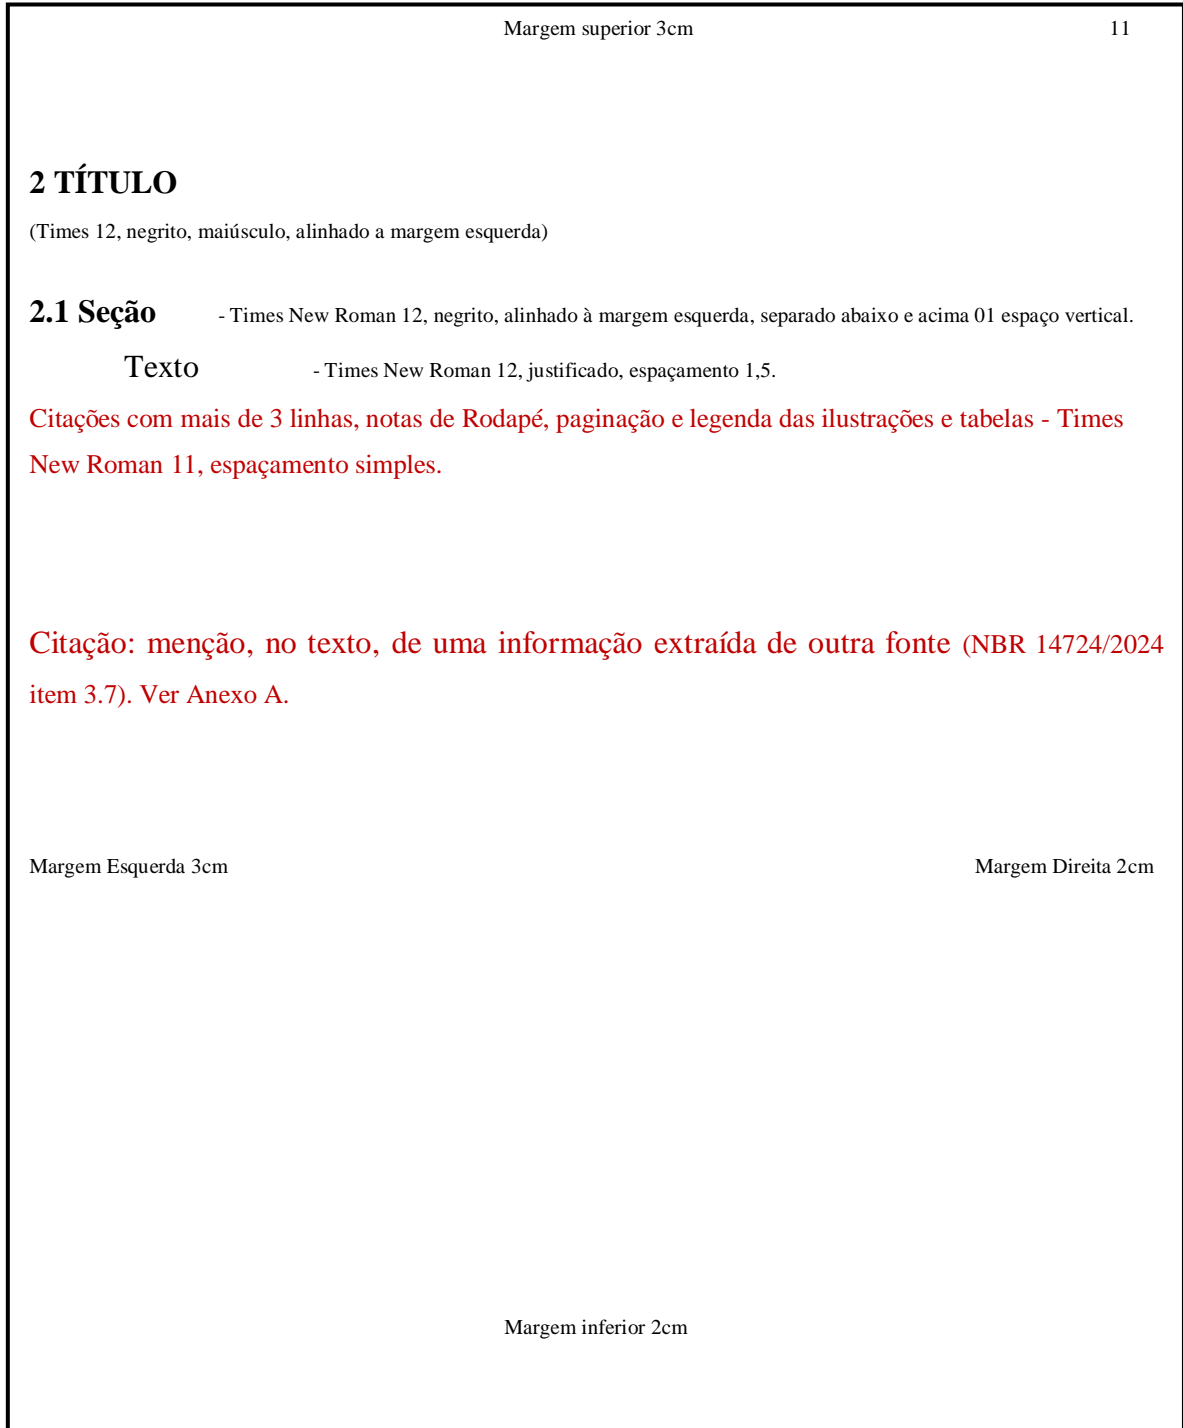 Margem superior 3cm 11
2 TÍTULO
(Times 12, negrito, maiúsculo, alinhado a margem esquerda)
2.1 Seção - Times New Roman 12, negrito, alinhado à margem esquerda, separado abaixo e acima 01 espaço vertical.
Texto - Times New Roman 12, justificado, espaçamento 1,5.
Citações com mais de 3 linhas, notas de Rodapé, paginação e legenda das ilustrações e tabelas - Times
New Roman 11, espaçamento simples.
Citação: menção, no texto, de uma informação extraída de outra fonte (NBR 14724/2024
item 3.7). Ver Anexo A.
Margem Esquerda 3cm Margem Direita 2cm
Margem inferior 2cm